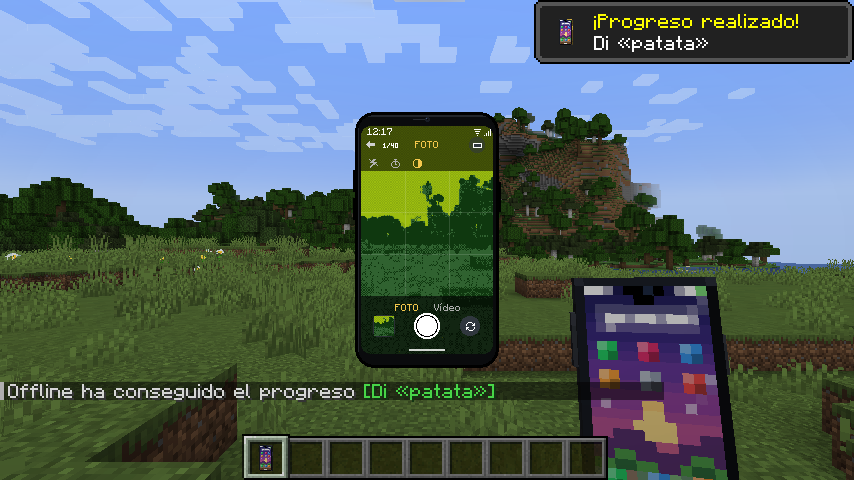 ¡Progreso realizado!
Di «patata»
12:17
1/40 FOTO
FOTO Vídeo
Offline ha conseguido el progreso [Di «patata»]